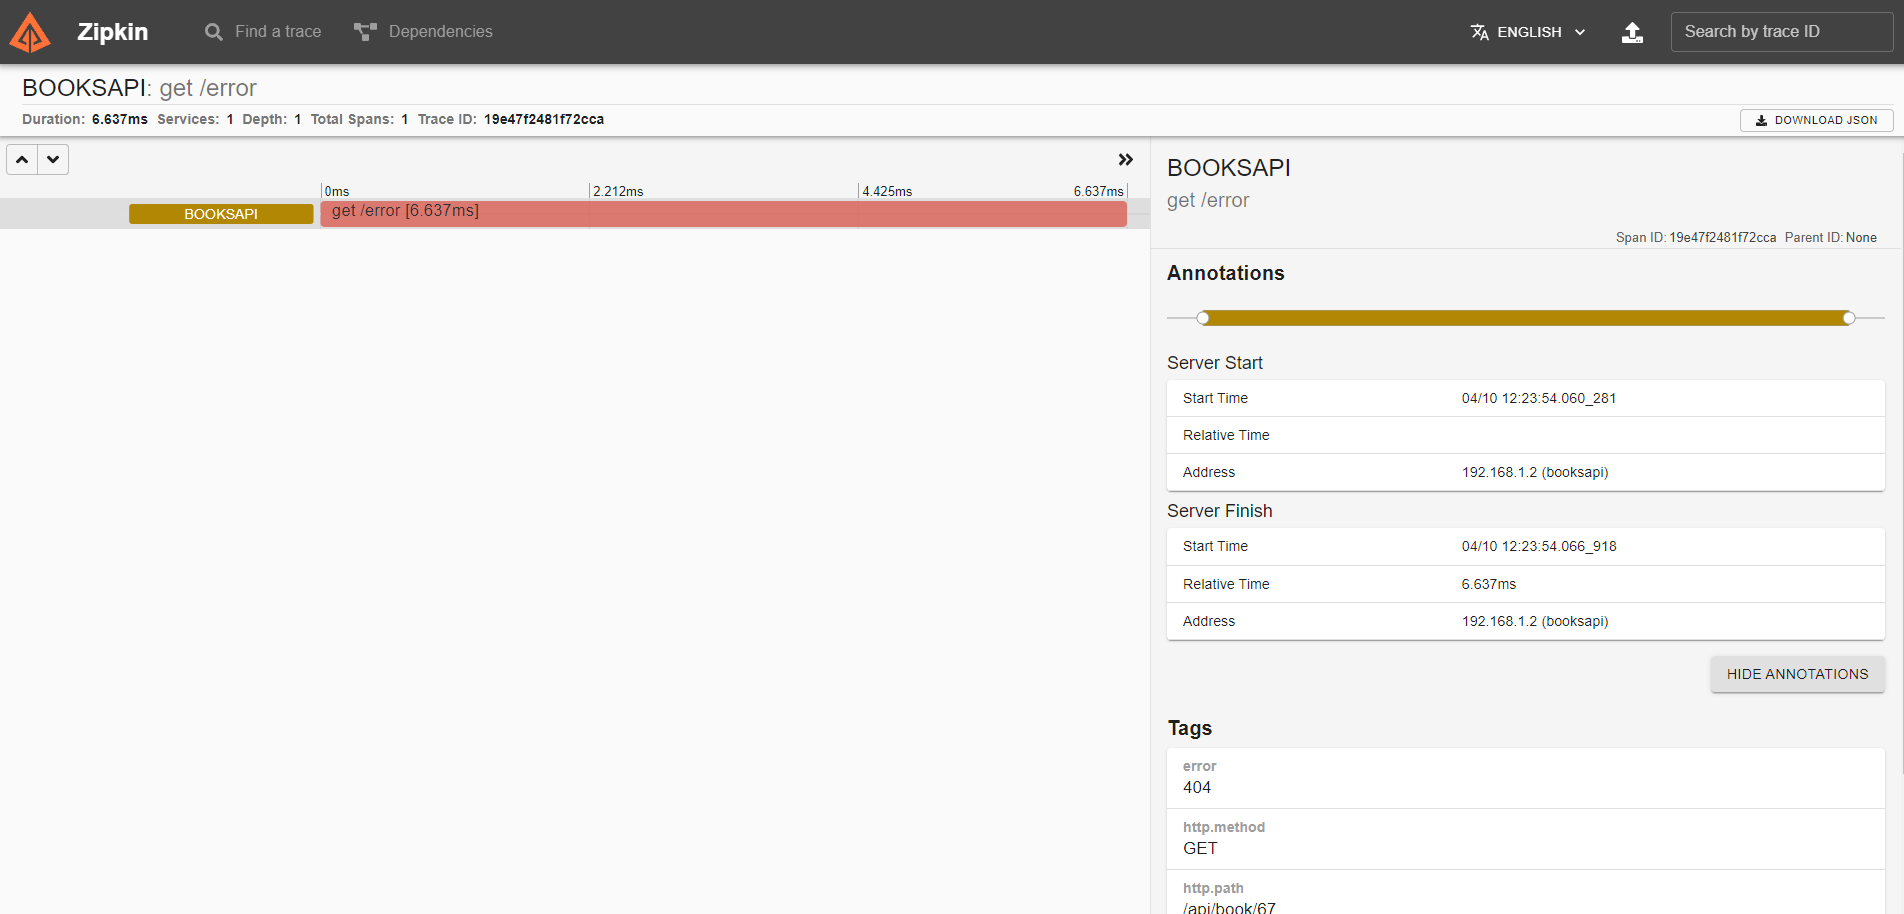 Zipkin
Find a trace
Dependencies
ENGLISH
Search by trace ID
BOOKSAPI: get /error
Duration: 6.637ms Services: 1 Depth: 1 Total Spans: 1 Trace ID: 19e47f2481f72cca
DOWNLOAD JSON
0ms 2.212ms 4.425ms 6.637ms
BOOKSAPI get /error [6.637ms]
BOOKSAPI
get /error
Span ID: 19e47f2481f72cca Parent ID: None
Annotations
Server Start
Start Time 04/10 12:23:54.060_281
Relative Time
Address 192.168.1.2 (booksapi)
Server Finish
Start Time 04/10 12:23:54.066_918
Relative Time 6.637ms
Address 192.168.1.2 (booksapi)
HIDE ANNOTATIONS
Tags
error
404
http.method
GET
http.path
/api/book/67